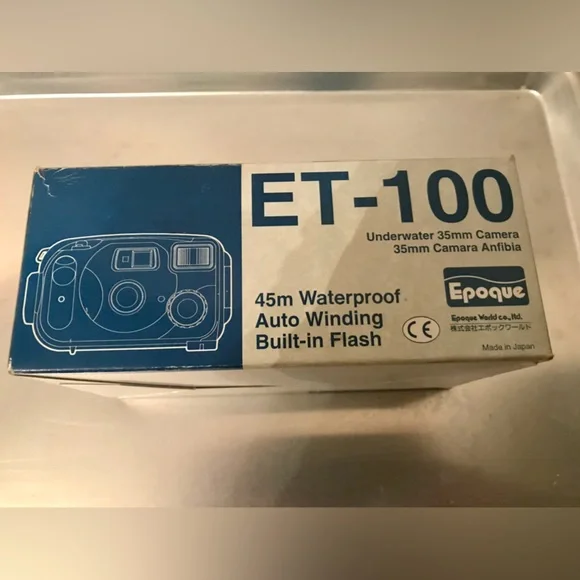 ET-100
Underwater 35mm Camera
35mm Camara Anfibia
45m Waterproof
Auto Winding
Built-in Flash
CE
Epoque
Epoque World co., ltd.
株式会社エポックワールド
Made in Japan